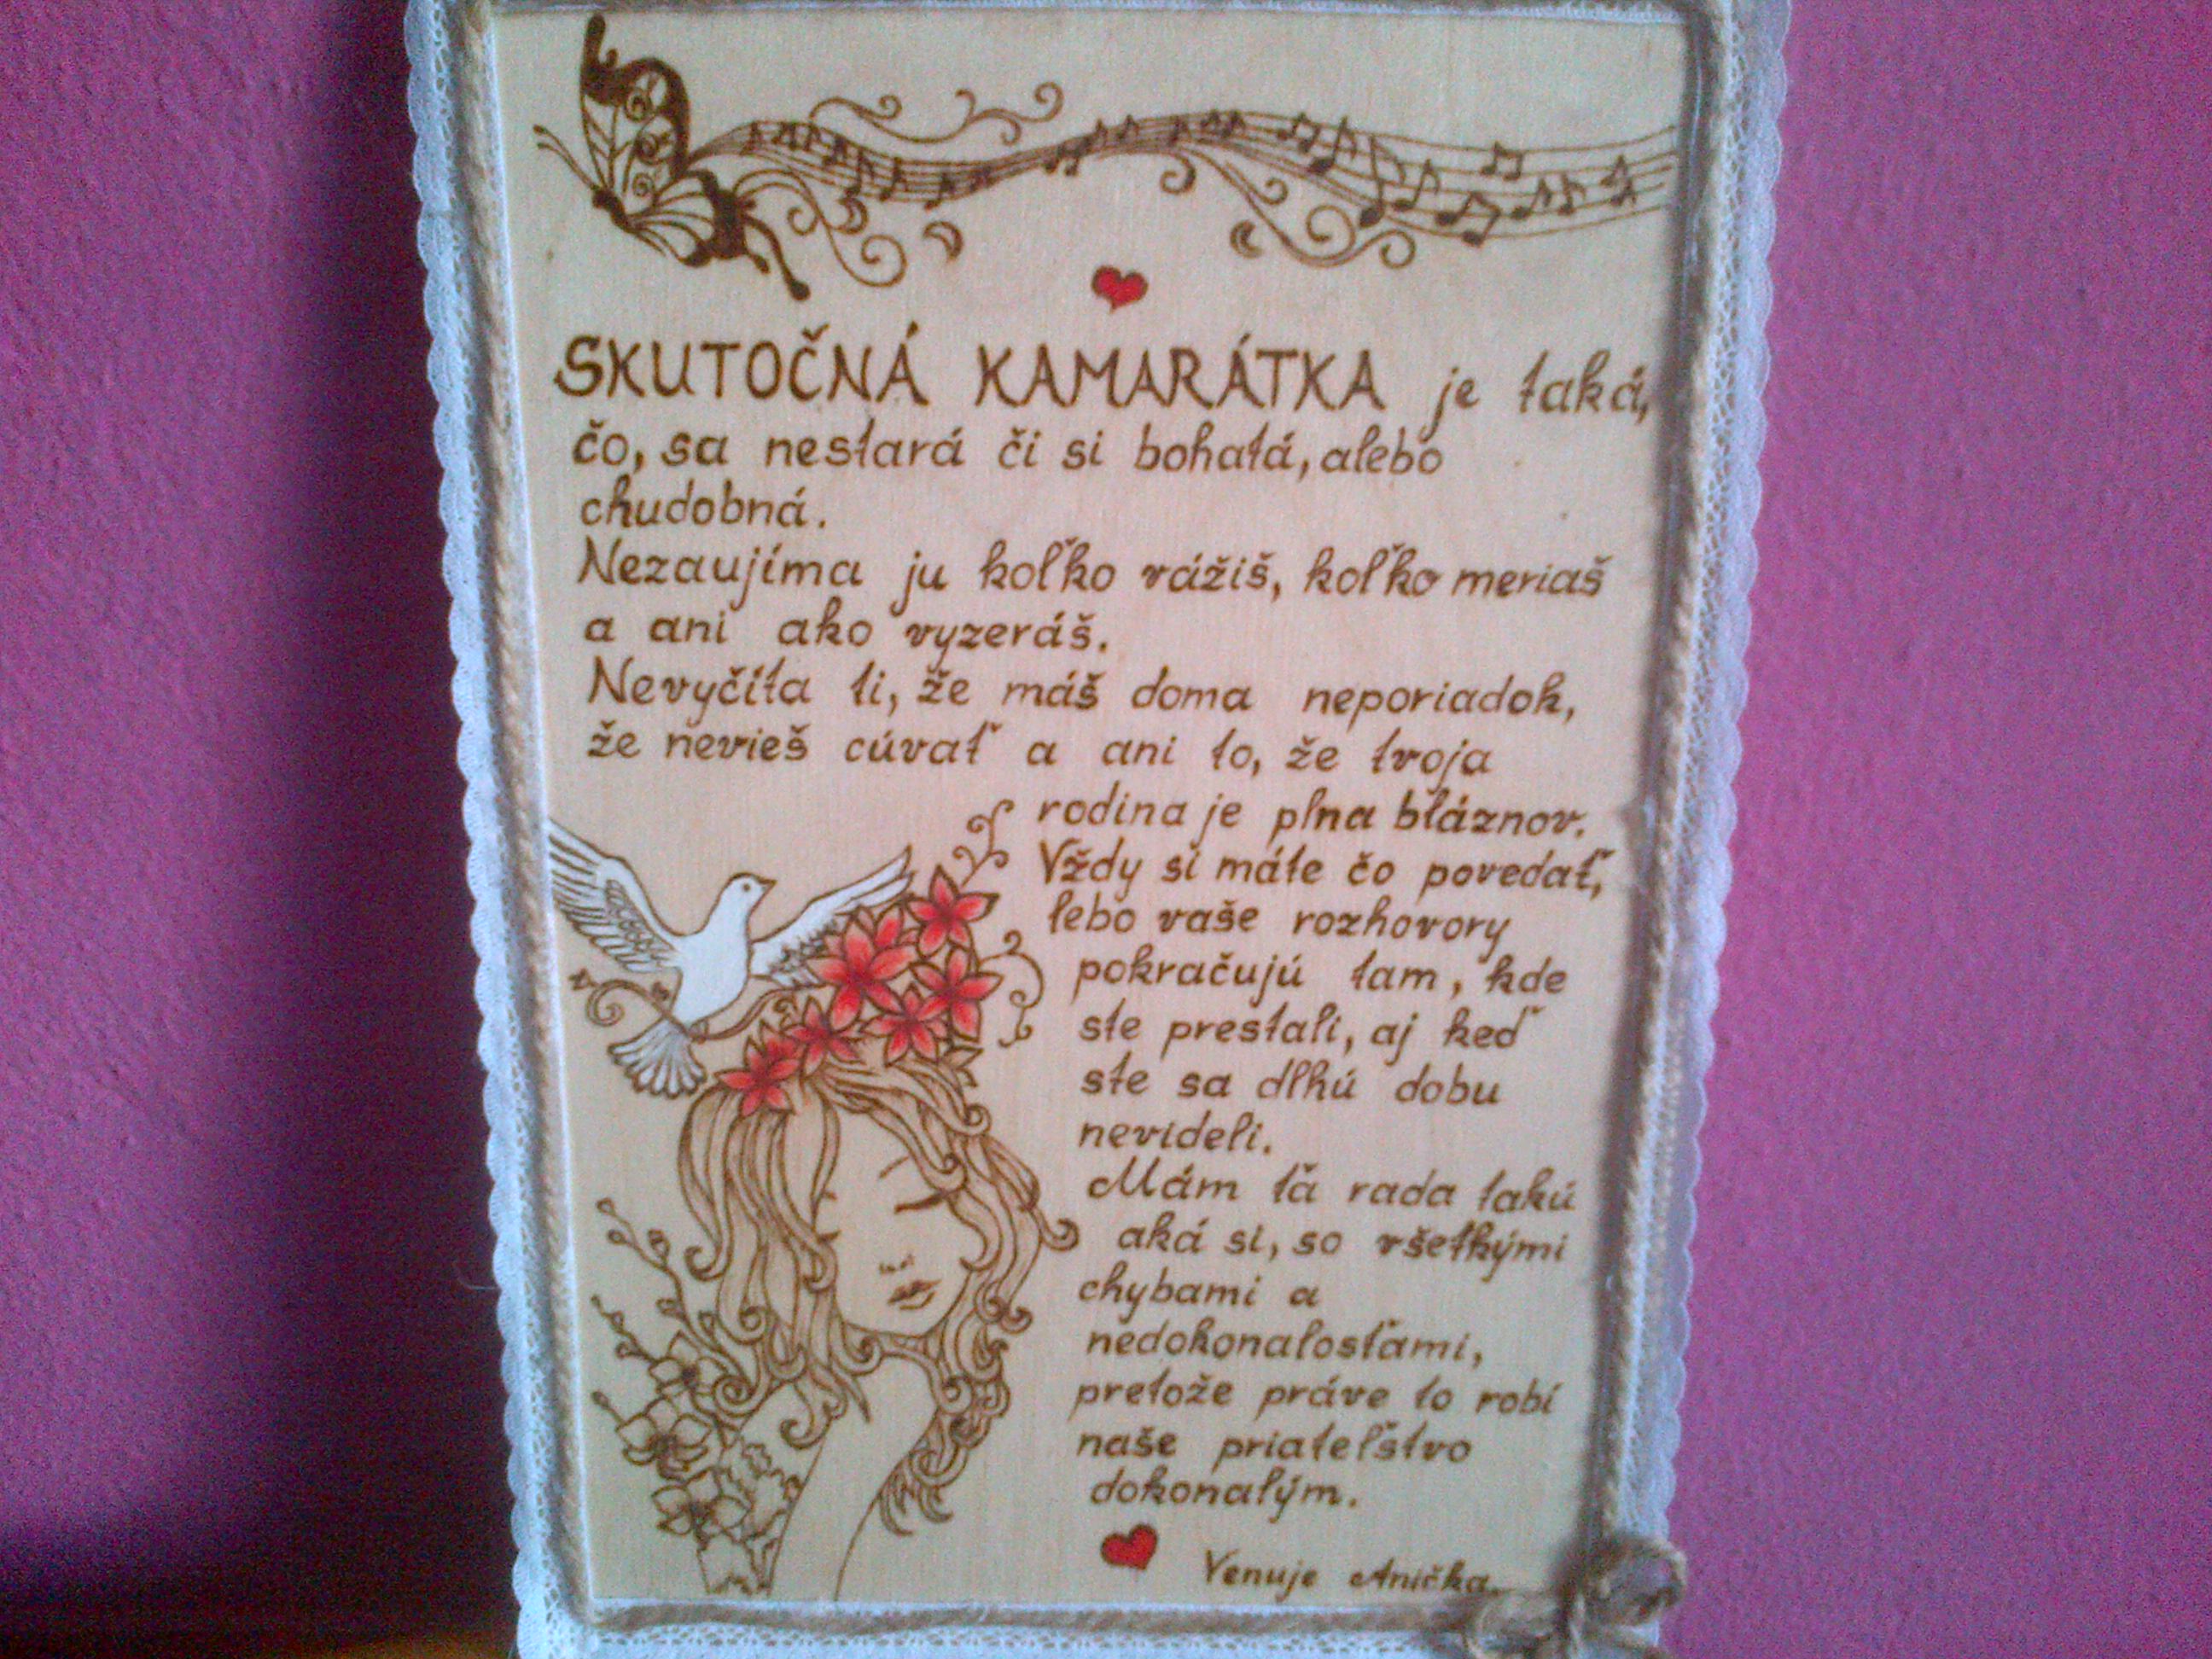 SKUTOČNÁ KAMARÁTKA je taká,
čo, sa nestará či si bohatá, alebo
chudobná.
Nezaujíma ju koľko vážiš, koľko meriaš
a ani ako vyzeráš.
Nevyčíta ti, že máš doma neporiadok,
že nevieš cúvať a ani to, že tvoja
rodina je plna bláznov.
Vždy si máte čo povedať,
lebo vaše rozhovory
pokračujú tam, kde
ste prestali, aj keď
ste sa dlhú dobu
nevideli.
Mám ťa rada takú
aká si, so všetkými
chybami a
nedokonalosťami,
pretože práve to robí
naše priateľstvo
dokonalým.
Venuje Anička.